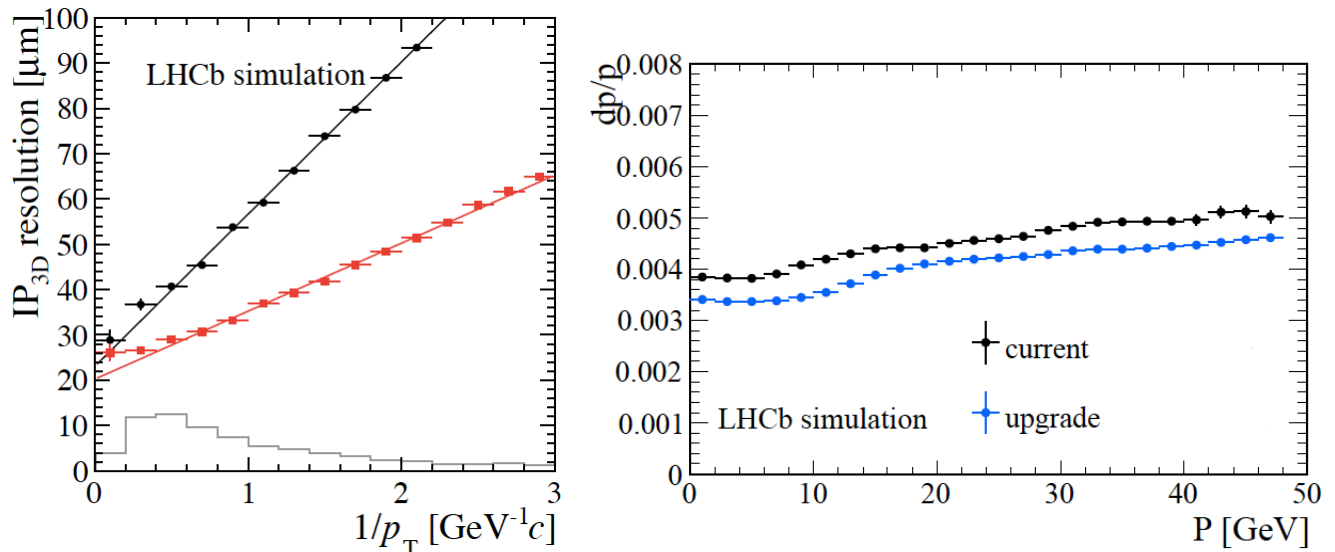 IP3D resolution [μm]
100
90
80
70
60
50
40
30
20
10
0
LHCb simulation
0 1 2 3
1/pT [GeV⁻¹c]
dp/p
0.008
0.007
0.006
0.005
0.004
0.003
0.002
0.001
0
current
upgrade
LHCb simulation
0 10 20 30 40 50
P [GeV]